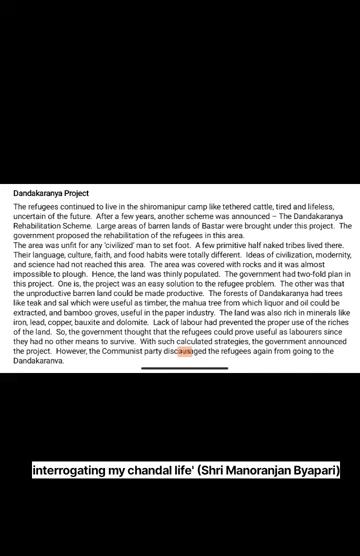 Dandakaranya Project
The refugees continued to live in the shiromanipur camp like tethered cattle, tired and lifeless,
uncertain of the future. After a few years, another scheme was announced – The Dandakaranya
Rehabilitation Scheme. Large areas of barren lands of Bastar were brought under this project. The
government proposed the rehabilitation of the refugees in this area.
The area was unfit for any 'civilized' man to set foot. A few primitive half naked tribes lived there.
Their language, culture, faith, and food habits were totally different. Ideas of civilization, modernity,
and science had not reached this area. The area was covered with rocks and it was almost
impossible to plough. Hence, the land was thinly populated. The government had two-fold plan in
this project. One is, the project was an easy solution to the refugee problem. The other was that
the unproductive barren land could be made productive. The forests of Dandakaranya had trees
like teak and sal which were useful as timber, the mahua tree from which liquor and oil could be
extracted, and bamboo groves, useful in the paper industry. The land was also rich in minerals like
iron, lead, copper, bauxite and dolomite. Lack of labour had prevented the proper use of the riches
of the land. So, the government thought that the refugees could prove useful as labourers since
they had no other means to survive. With such calculated strategies, the government announced
the project. However, the Communist party discausaged the refugees again from going to the
Dandakaranya.
interrogating my chandal life' (Shri Manoranjan Byapari)